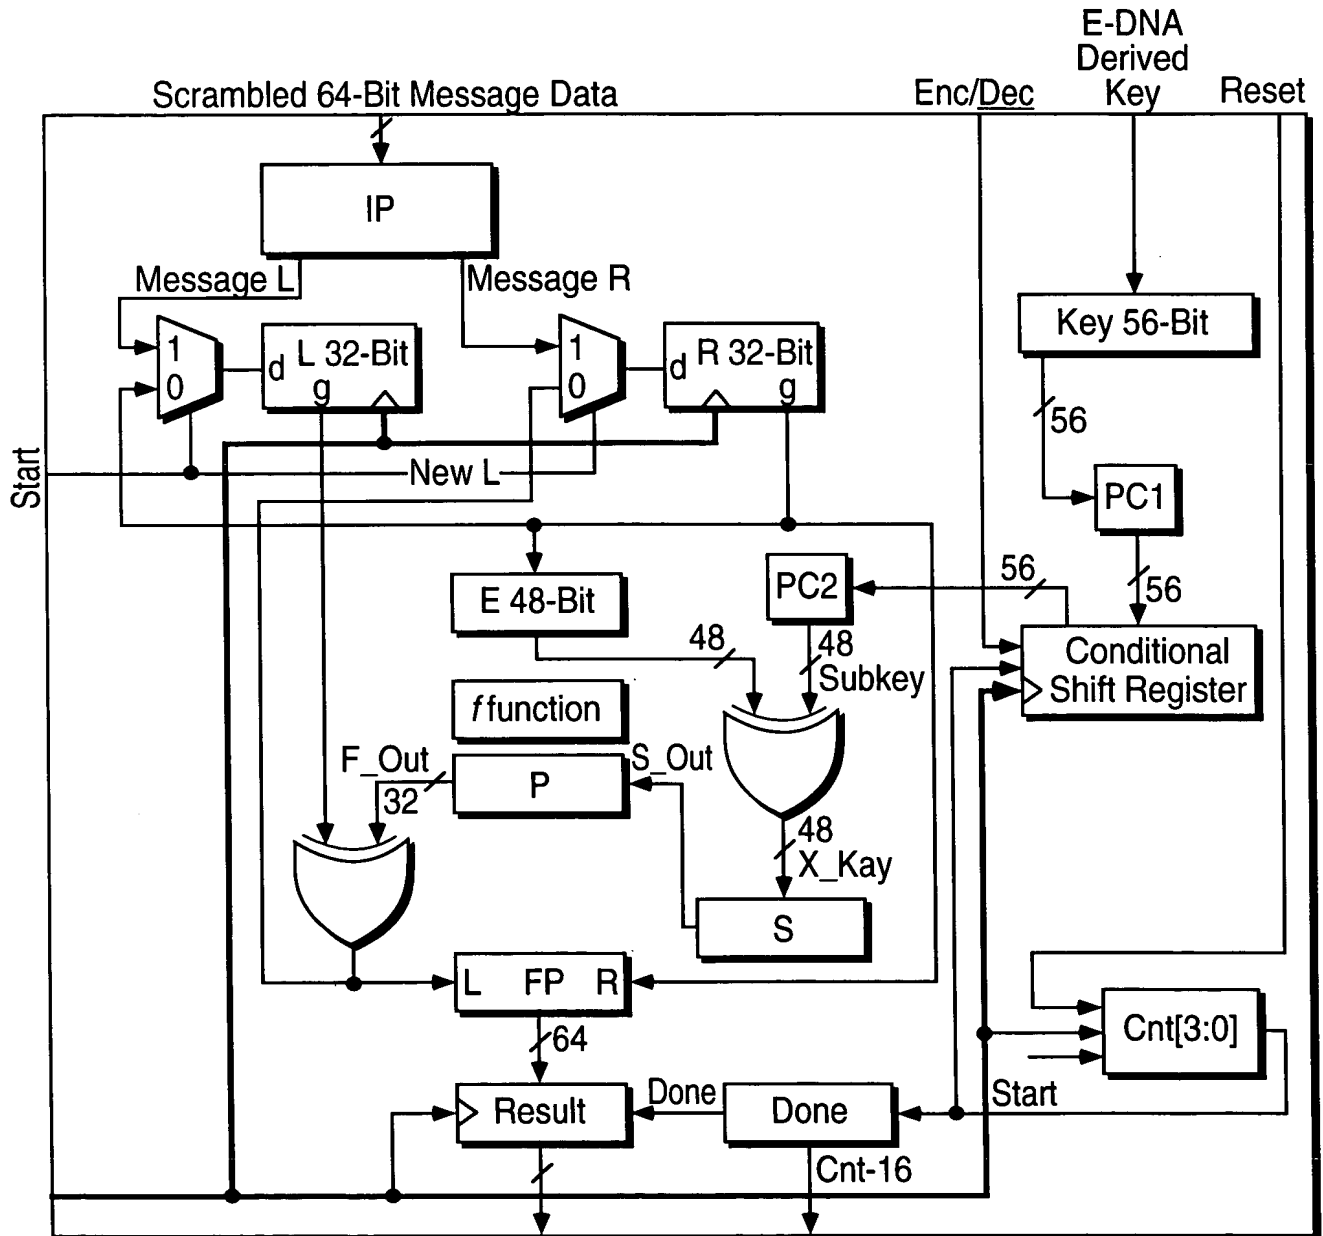 E-DNA
Derived
Key
Scrambled 64-Bit Message Data
Enc/Dec
Reset
IP
Message L
Message R
1
0
d
L 32-Bit
g
1
0
d
R 32-Bit
g
Key 56-Bit
56
PC1
56
Start
New L
E 48-Bit
PC2
56
48
48
Subkey
Conditional
Shift Register
f function
F_Out
32
P
S_Out
48
X_Kay
S
L FP R
64
Cnt[3:0]
Start
Result
Done
Done
Cnt-16